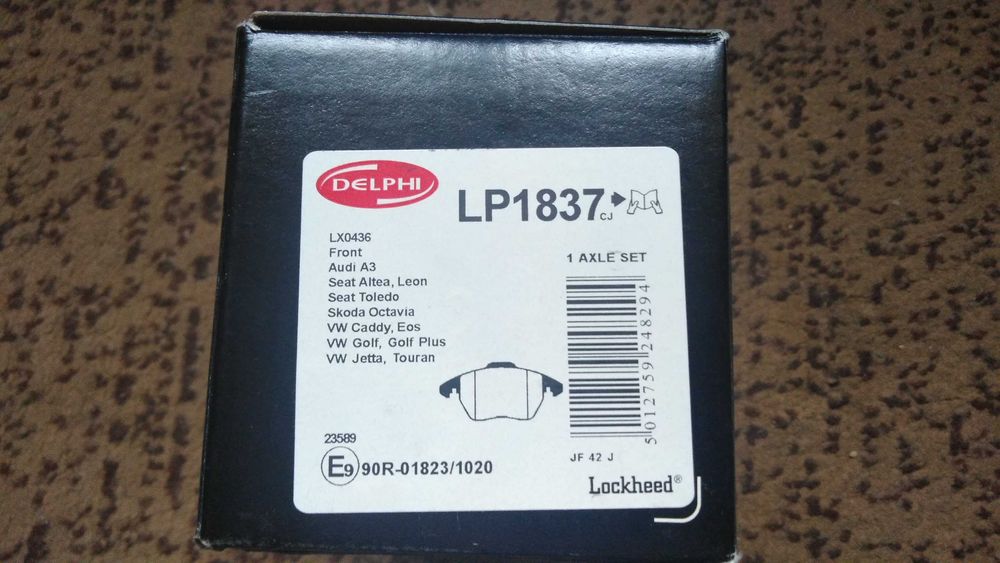 DELPHI
LP1837 CJ
LX0436
Front
Audi A3
Seat Altea, Leon
Seat Toledo
Skoda Octavia
VW Caddy, Eos
VW Golf, Golf Plus
VW Jetta, Touran
1 AXLE SET
5012759248294
23589
E9 90R-01823/1020
JF 42 J
Lockheed®